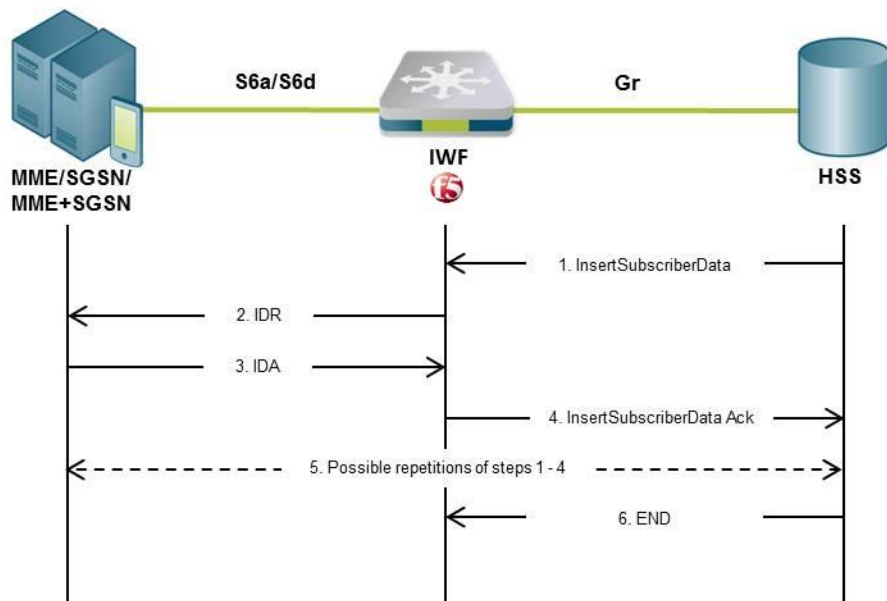 S6a/S6d
Gr
IWF
f5
HSS
MME/SGSN/
MME+SGSN
1. InsertSubscriberData
2. IDR
3. IDA
4. InsertSubscriberData Ack
5. Possible repetitions of steps 1 - 4
6. END